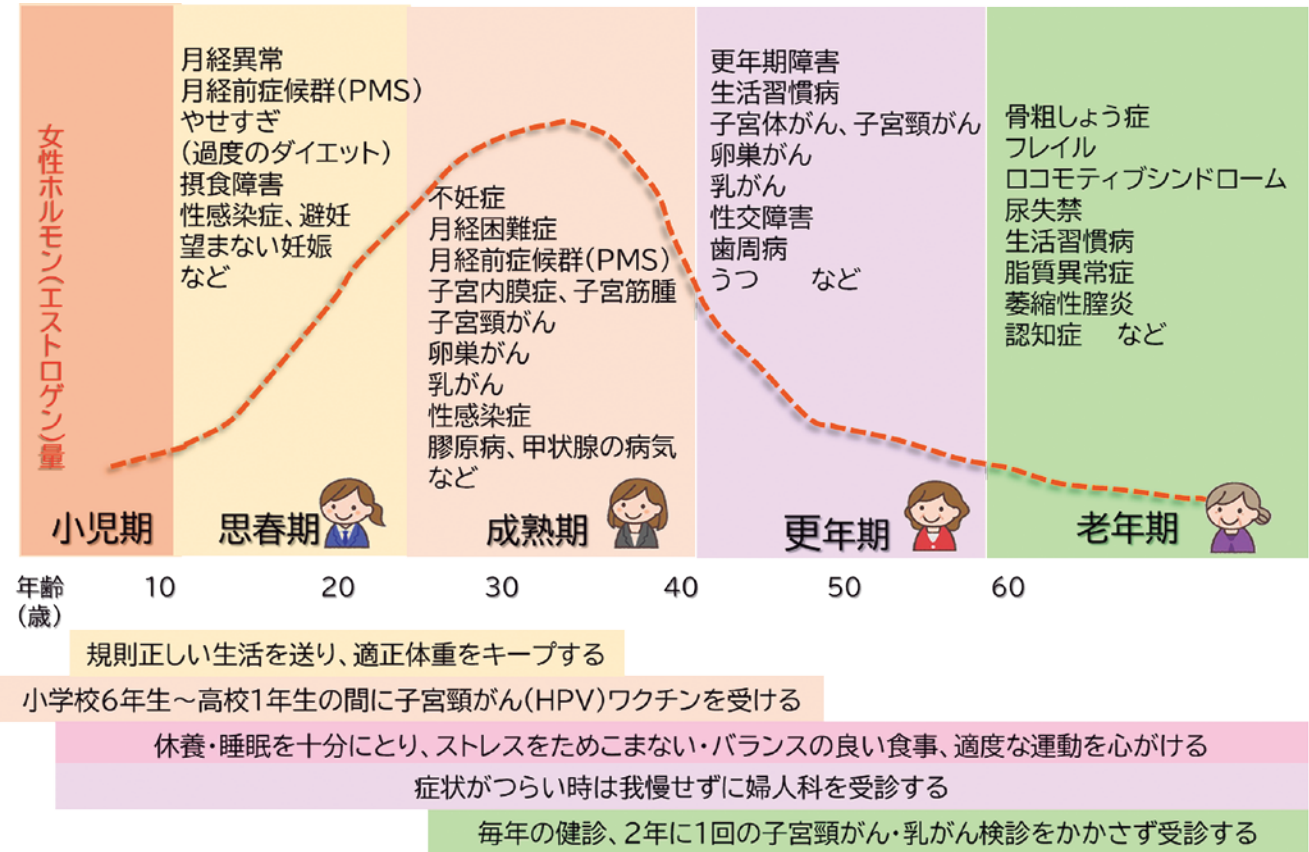 女性ホルモン(エストロゲン)量
月経異常
月経前症候群(PMS)
やせすぎ
(過度のダイエット)
摂食障害
性感染症、避妊
望まない妊娠
など
不妊症
月経困難症
月経前症候群(PMS)
子宮内膜症、子宮筋腫
子宮頸がん
卵巣がん
乳がん
性感染症
膠原病、甲状腺の病気
など
更年期障害
生活習慣病
子宮体がん、子宮頸がん
卵巣がん
乳がん
性交障害
歯周病
うつ など
骨粗しょう症
フレイル
ロコモティブシンドローム
尿失禁
生活習慣病
脂質異常症
萎縮性膣炎
認知症 など
小児期 思春期 成熟期 更年期 老年期
年齢 10 20 30 40 50 60
(歳)
規則正しい生活を送り、適正体重をキープする
小学校6年生～高校1年生の間に子宮頸がん(HPV)ワクチンを受ける
休養・睡眠を十分にとり、ストレスをためこまない・バランスの良い食事、適度な運動を心がける
症状がつらい時は我慢せずに婦人科を受診する
毎年の健診、2年に1回の子宮頸がん・乳がん検診をかかさず受診する